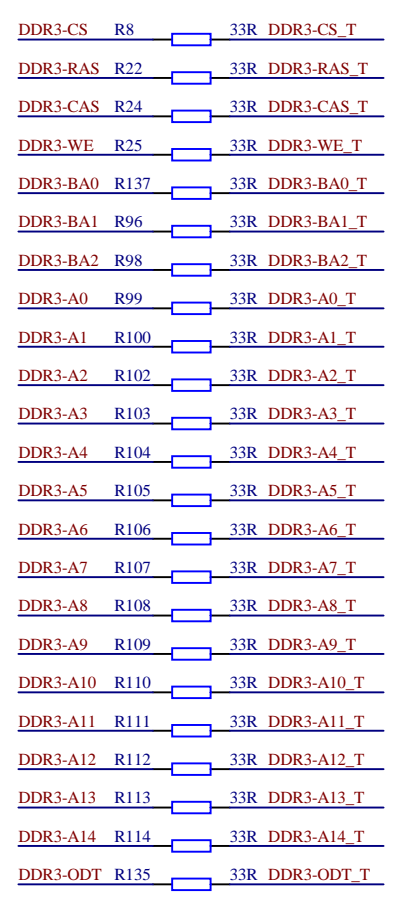 DDR3-CS R8 33R DDR3-CS_T
DDR3-RAS R22 33R DDR3-RAS_T
DDR3-CAS R24 33R DDR3-CAS_T
DDR3-WE R25 33R DDR3-WE_T
DDR3-BA0 R137 33R DDR3-BA0_T
DDR3-BA1 R96 33R DDR3-BA1_T
DDR3-BA2 R98 33R DDR3-BA2_T
DDR3-A0 R99 33R DDR3-A0_T
DDR3-A1 R100 33R DDR3-A1_T
DDR3-A2 R102 33R DDR3-A2_T
DDR3-A3 R103 33R DDR3-A3_T
DDR3-A4 R104 33R DDR3-A4_T
DDR3-A5 R105 33R DDR3-A5_T
DDR3-A6 R106 33R DDR3-A6_T
DDR3-A7 R107 33R DDR3-A7_T
DDR3-A8 R108 33R DDR3-A8_T
DDR3-A9 R109 33R DDR3-A9_T
DDR3-A10 R110 33R DDR3-A10_T
DDR3-A11 R111 33R DDR3-A11_T
DDR3-A12 R112 33R DDR3-A12_T
DDR3-A13 R113 33R DDR3-A13_T
DDR3-A14 R114 33R DDR3-A14_T
DDR3-ODT R135 33R DDR3-ODT_T